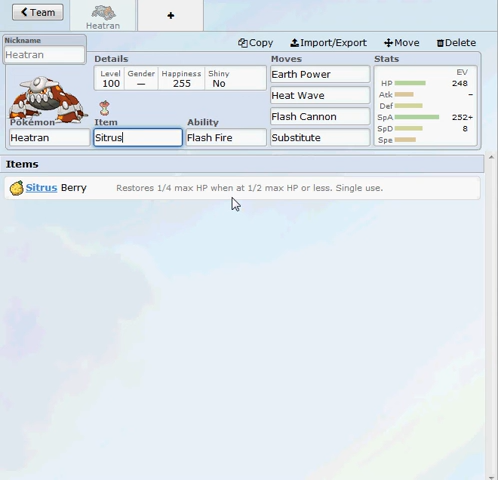 Team
Heatran
+
Nickname
Heatran
Copy Import/Export Move Delete
Details
Level Gender Happiness Shiny
100 — 255 No
Moves
Earth Power
Heat Wave
Flash Cannon
Substitute
Stats
EV
HP 248
Atk –
Def
SpA 252+
SpD 8
Spe
Pokémon Item Ability
Heatran Sitrus Flash Fire
Items
Sitrus Berry Restores 1/4 max HP when at 1/2 max HP or less. Single use.